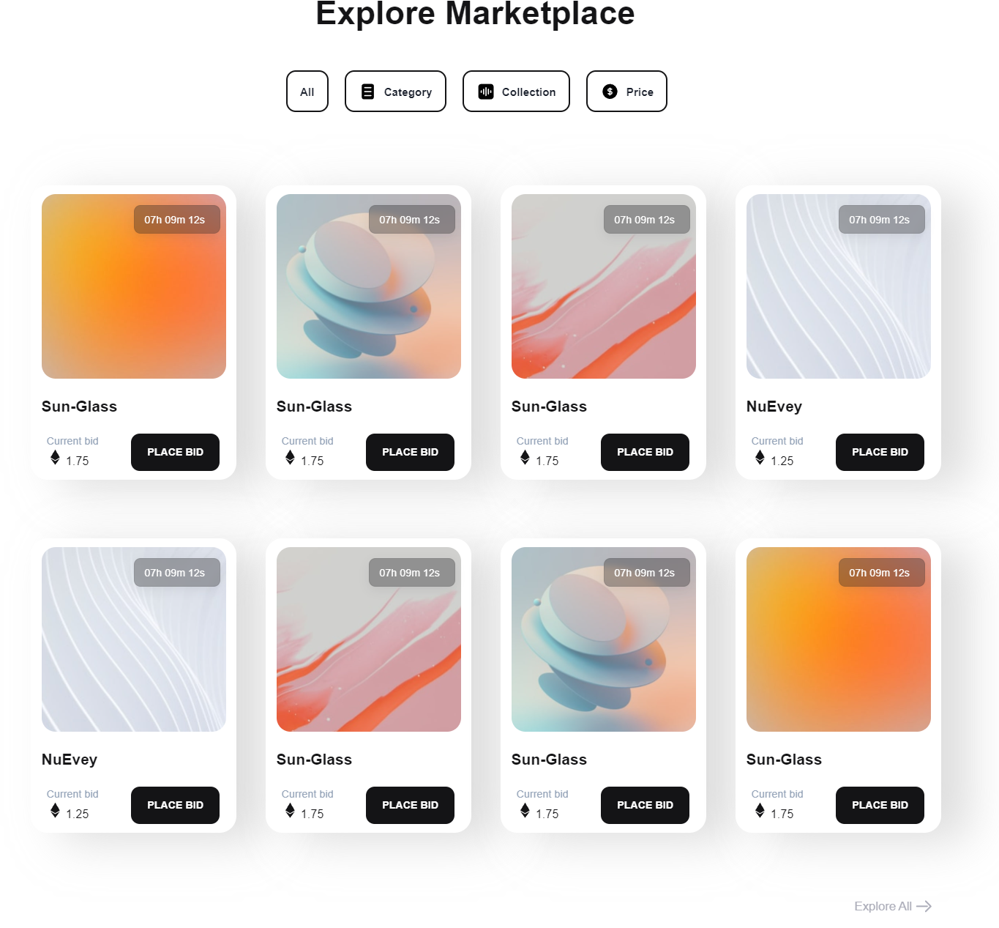 Explore Marketplace
All
Category
Collection
Price
07h 09m 12s
07h 09m 12s
07h 09m 12s
07h 09m 12s
Sun-Glass
Sun-Glass
Sun-Glass
NuEvey
Current bid
1.75
PLACE BID
Current bid
1.75
PLACE BID
Current bid
1.75
PLACE BID
Current bid
1.25
PLACE BID
07h 09m 12s
07h 09m 12s
07h 09m 12s
07h 09m 12s
NuEvey
Sun-Glass
Sun-Glass
Sun-Glass
Current bid
1.25
PLACE BID
Current bid
1.75
PLACE BID
Current bid
1.75
PLACE BID
Current bid
1.75
PLACE BID
Explore All